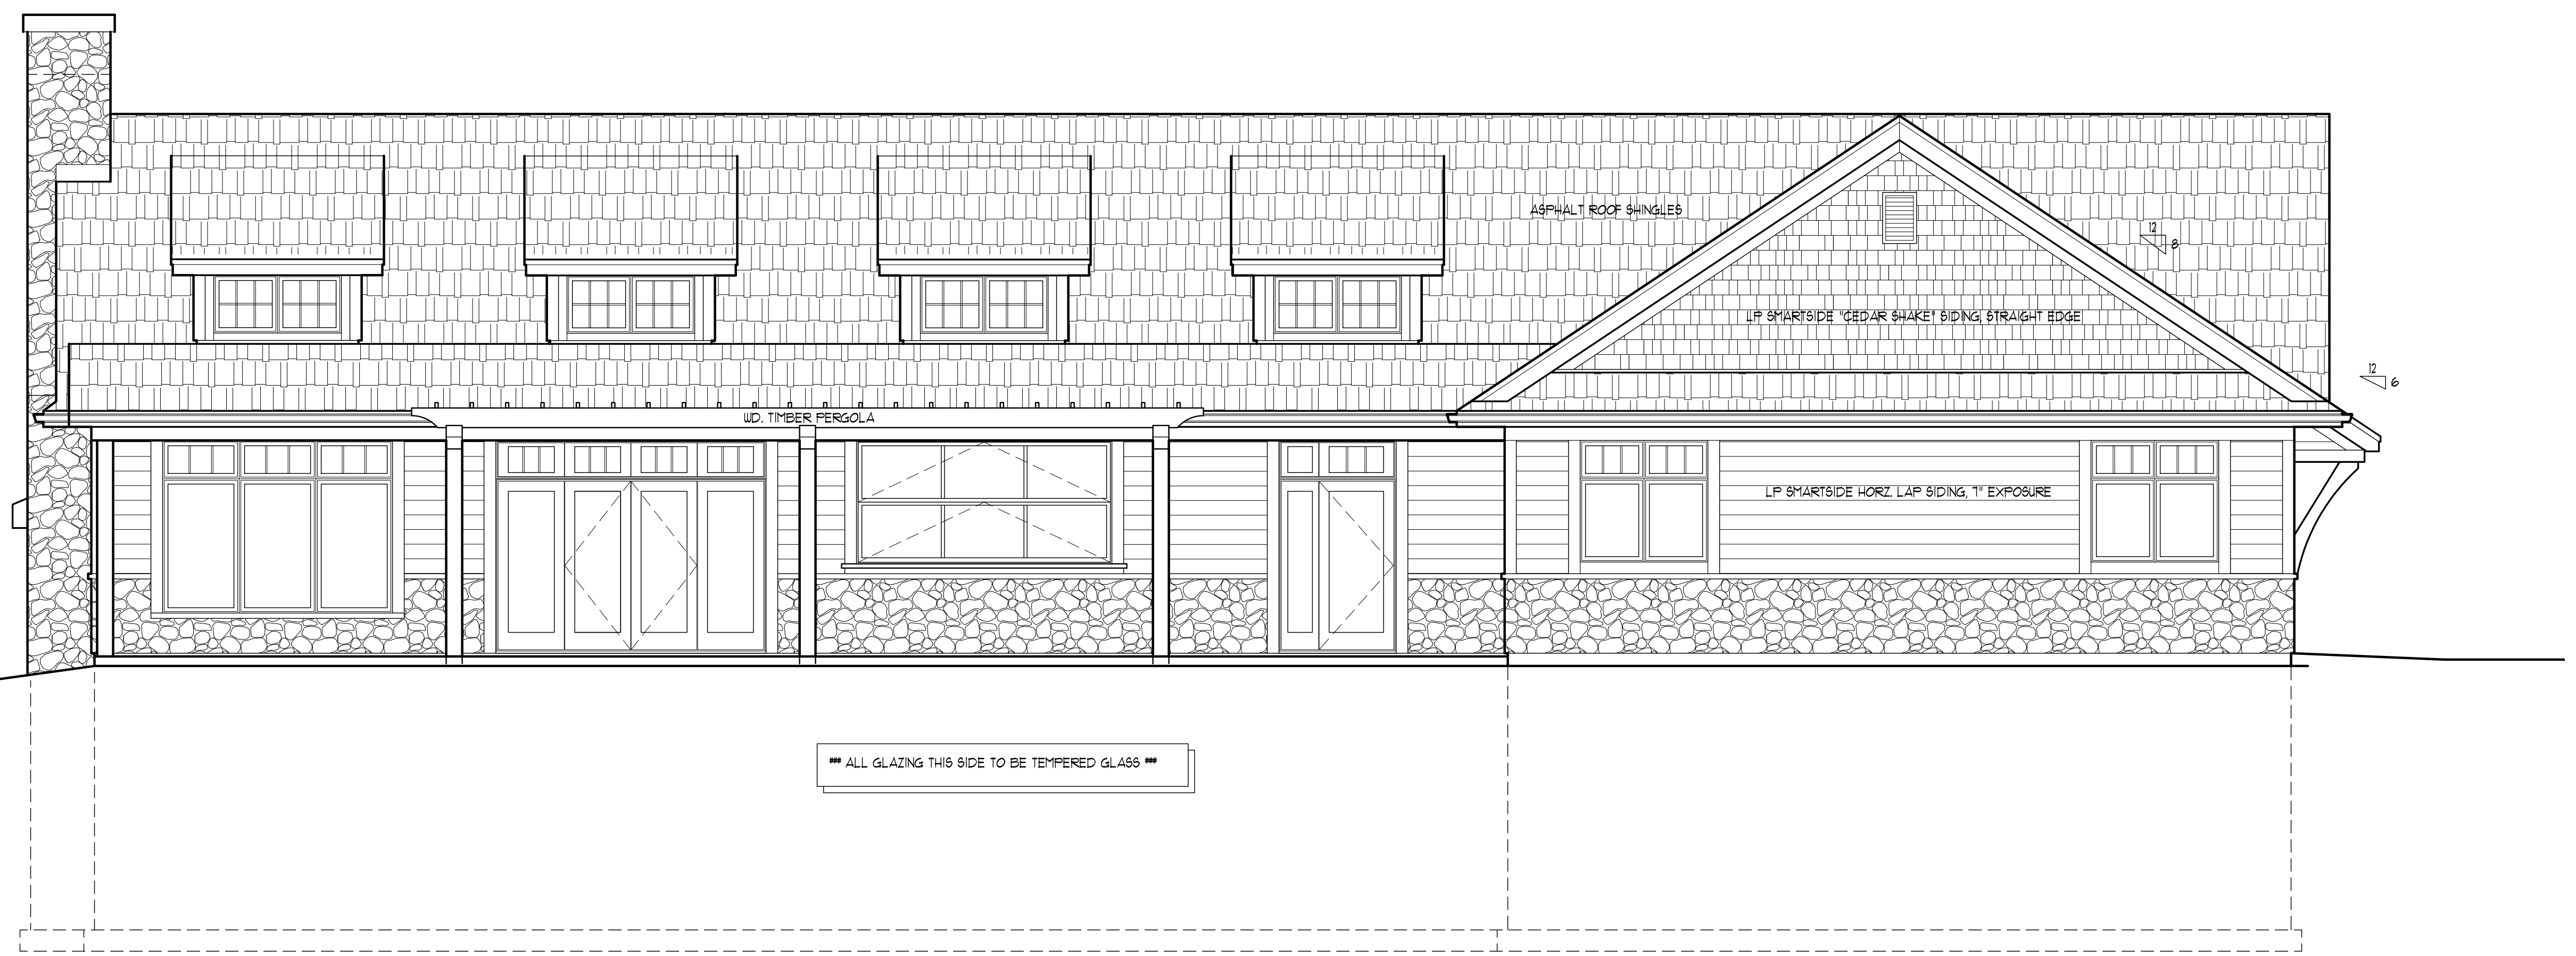 ASPHALT ROOF SHINGLES
12
8
LP SMARTSIDE "CEDAR SHAKE" SIDING, STRAIGHT EDGE
12
6
WD. TIMBER PERGOLA
LP SMARTSIDE HORZ. LAP SIDING, 7" EXPOSURE
### ALL GLAZING THIS SIDE TO BE TEMPERED GLASS ###